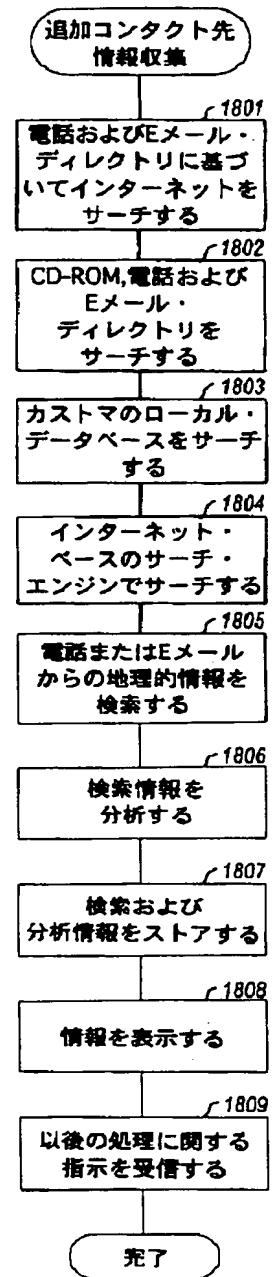 追加コンタクト先
情報収集
1801
電話およびEメール・
ディレクトリに基づ
いてインターネットを
サーチする
1802
CD-ROM,電話および
Eメール・
ディレクトリを
サーチする
1803
カストマのローカル・
データベースをサーチ
する
1804
インターネット・
ベースのサーチ・
エンジンでサーチする
1805
電話またはEメール
からの地理的情報を
検索する
1806
検索情報を
分析する
1807
検索および
分析情報をストアする
1808
情報を表示する
1809
以後の処理に関する
指示を受信する
完了